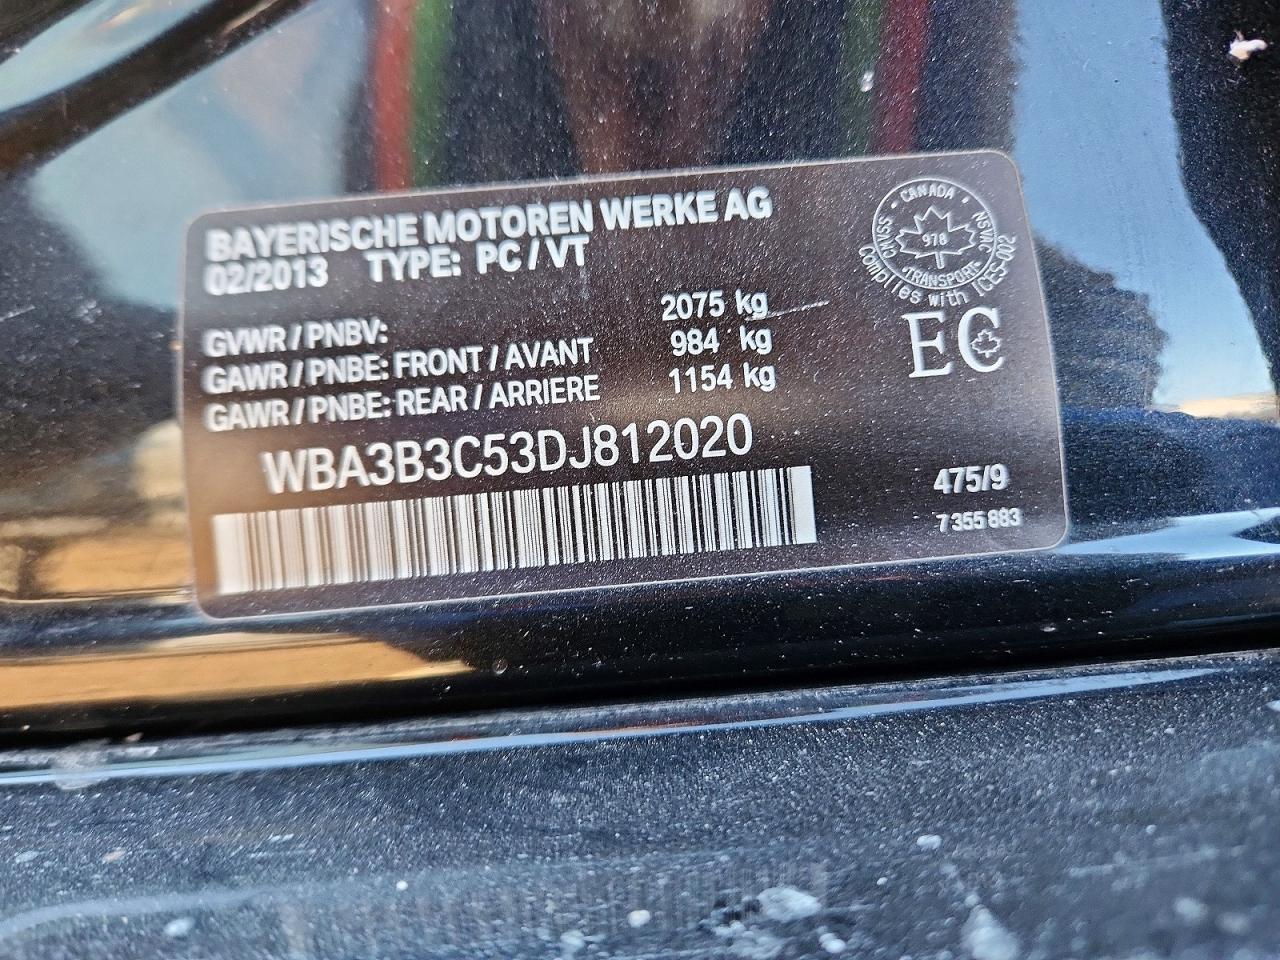 BAYERISCHE MOTOREN WERKE AG
02/2013 TYPE: PC / VT
GVWR / PNBV: 2075 kg
GAWR / PNBE: FRONT / AVANT 984 kg
GAWR / PNBE: REAR / ARRIERE 1154 kg
WBA3B3C53DJ812020
CANADA
CMVSS
NSVAC
978
TRANSPORT
Complies with ICES-002
EC
475/9
7 355 883